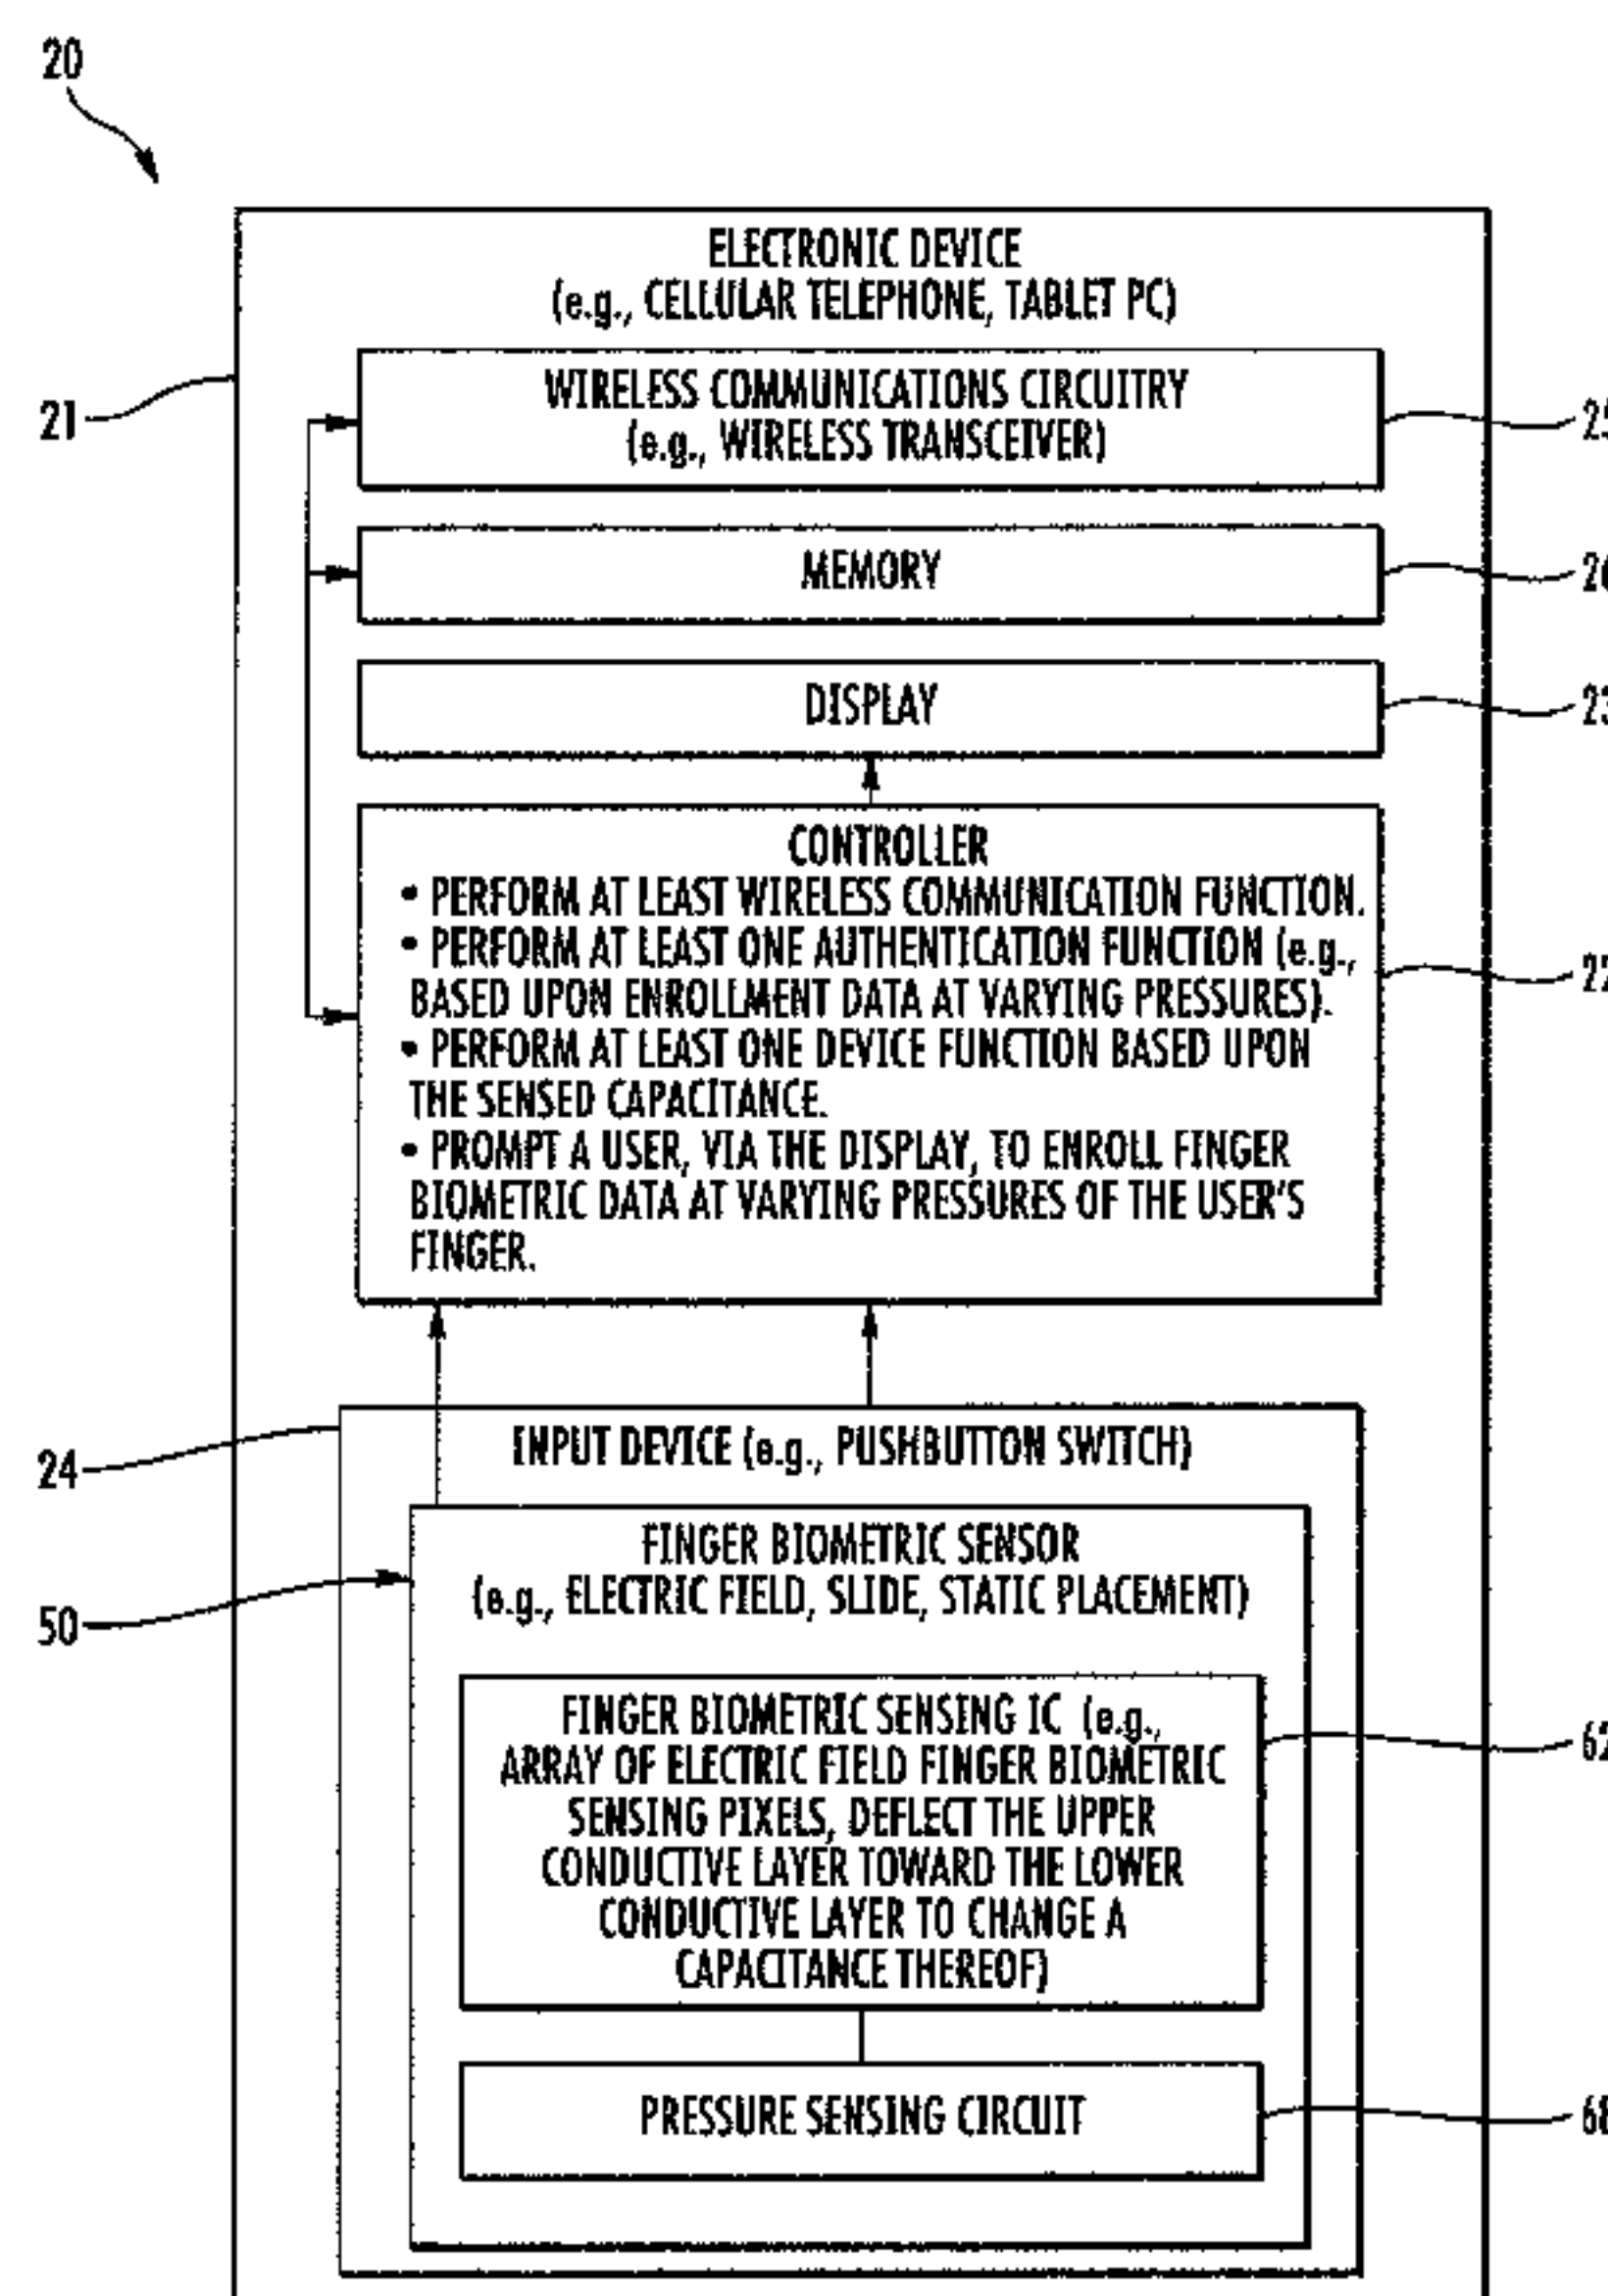 20
ELECTRONIC DEVICE
(e.g., CELLULAR TELEPHONE, TABLET PC)
21
WIRELESS COMMUNICATIONS CIRCUITRY
(e.g., WIRELESS TRANSCEIVER)
MEMORY
DISPLAY
CONTROLLER
• PERFORM AT LEAST WIRELESS COMMUNICATION FUNCTION.
• PERFORM AT LEAST ONE AUTHENTICATION FUNCTION (e.g.,
BASED UPON ENROLLMENT DATA AT VARYING PRESSURES).
• PERFORM AT LEAST ONE DEVICE FUNCTION BASED UPON
THE SENSED CAPACITANCE.
• PROMPT A USER, VIA THE DISPLAY, TO ENROLL FINGER
BIOMETRIC DATA AT VARYING PRESSURES OF THE USER'S
FINGER.
24
INPUT DEVICE (e.g., PUSHBUTTON SWITCH)
FINGER BIOMETRIC SENSOR
(e.g., ELECTRIC FIELD, SLIDE, STATIC PLACEMENT)
50
FINGER BIOMETRIC SENSING IC (e.g.,
ARRAY OF ELECTRIC FIELD FINGER BIOMETRIC
SENSING PIXELS, DEFLECT THE UPPER
CONDUCTIVE LAYER TOWARD THE LOWER
CONDUCTIVE LAYER TO CHANGE A
CAPACITANCE THEREOF)
62
PRESSURE SENSING CIRCUIT
68